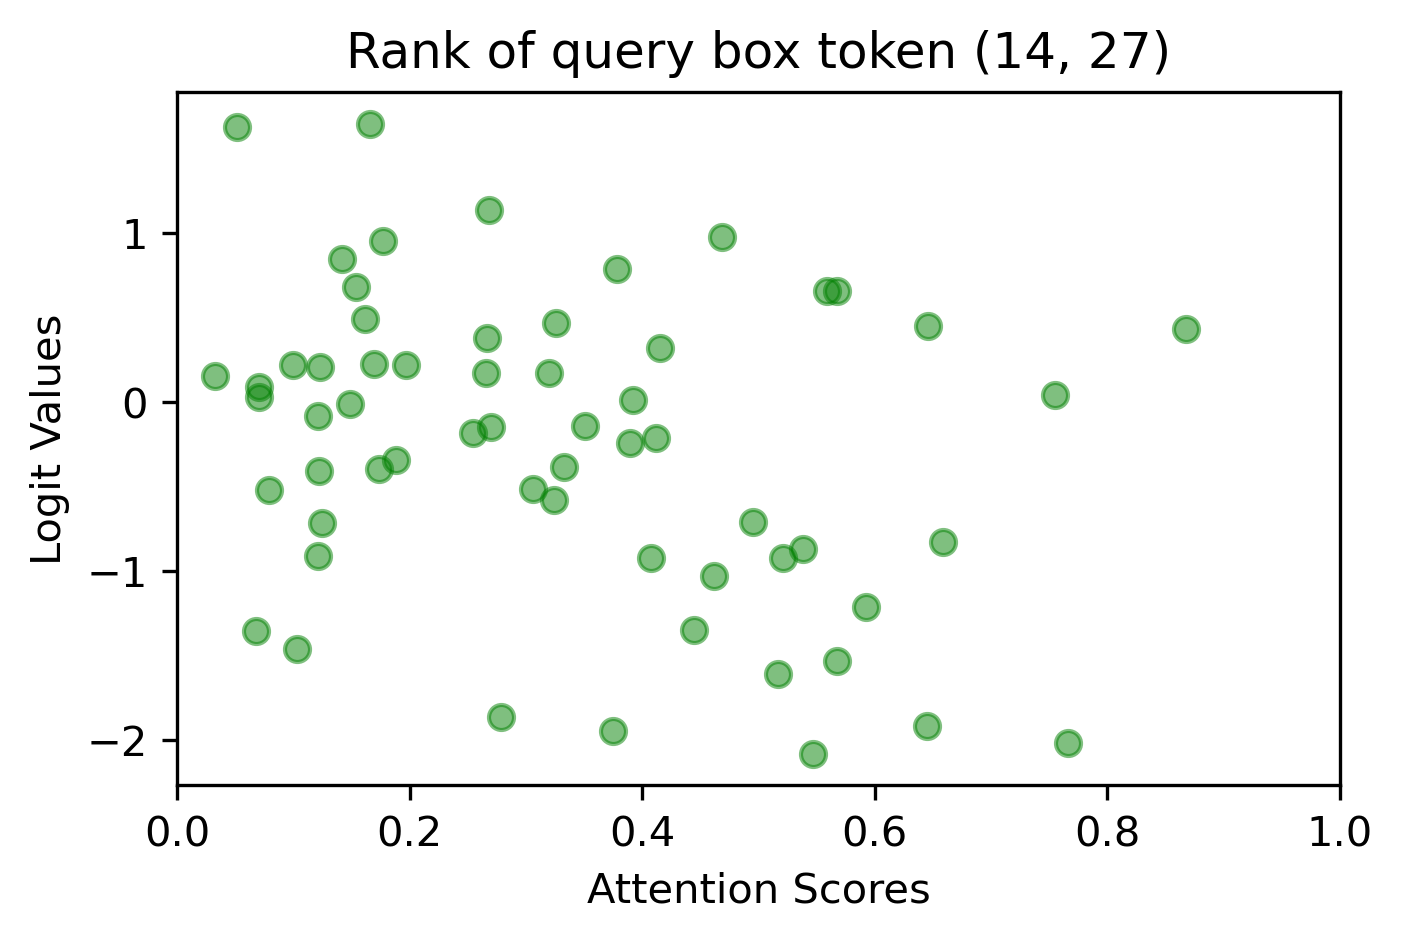 Rank of query box token (14, 27)
1
0
−1
−2
Logit Values
0.0 0.2 0.4 0.6 0.8 1.0
Attention Scores